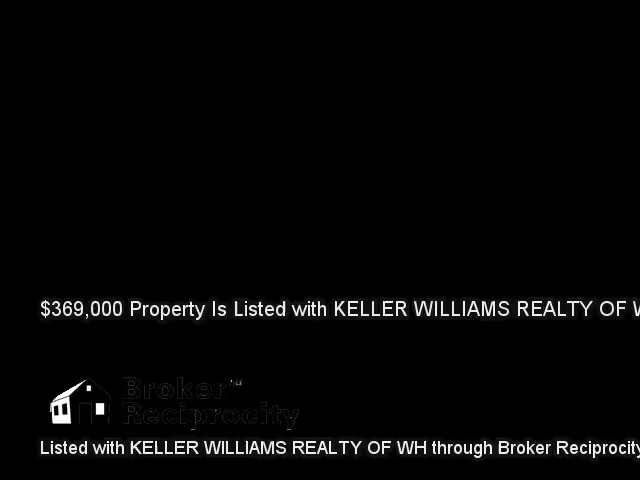 $369,000 Property Is Listed with KELLER WILLIAMS REALTY OF
Broker™
Reciprocity
Listed with KELLER WILLIAMS REALTY OF WH through Broker Reciprocity